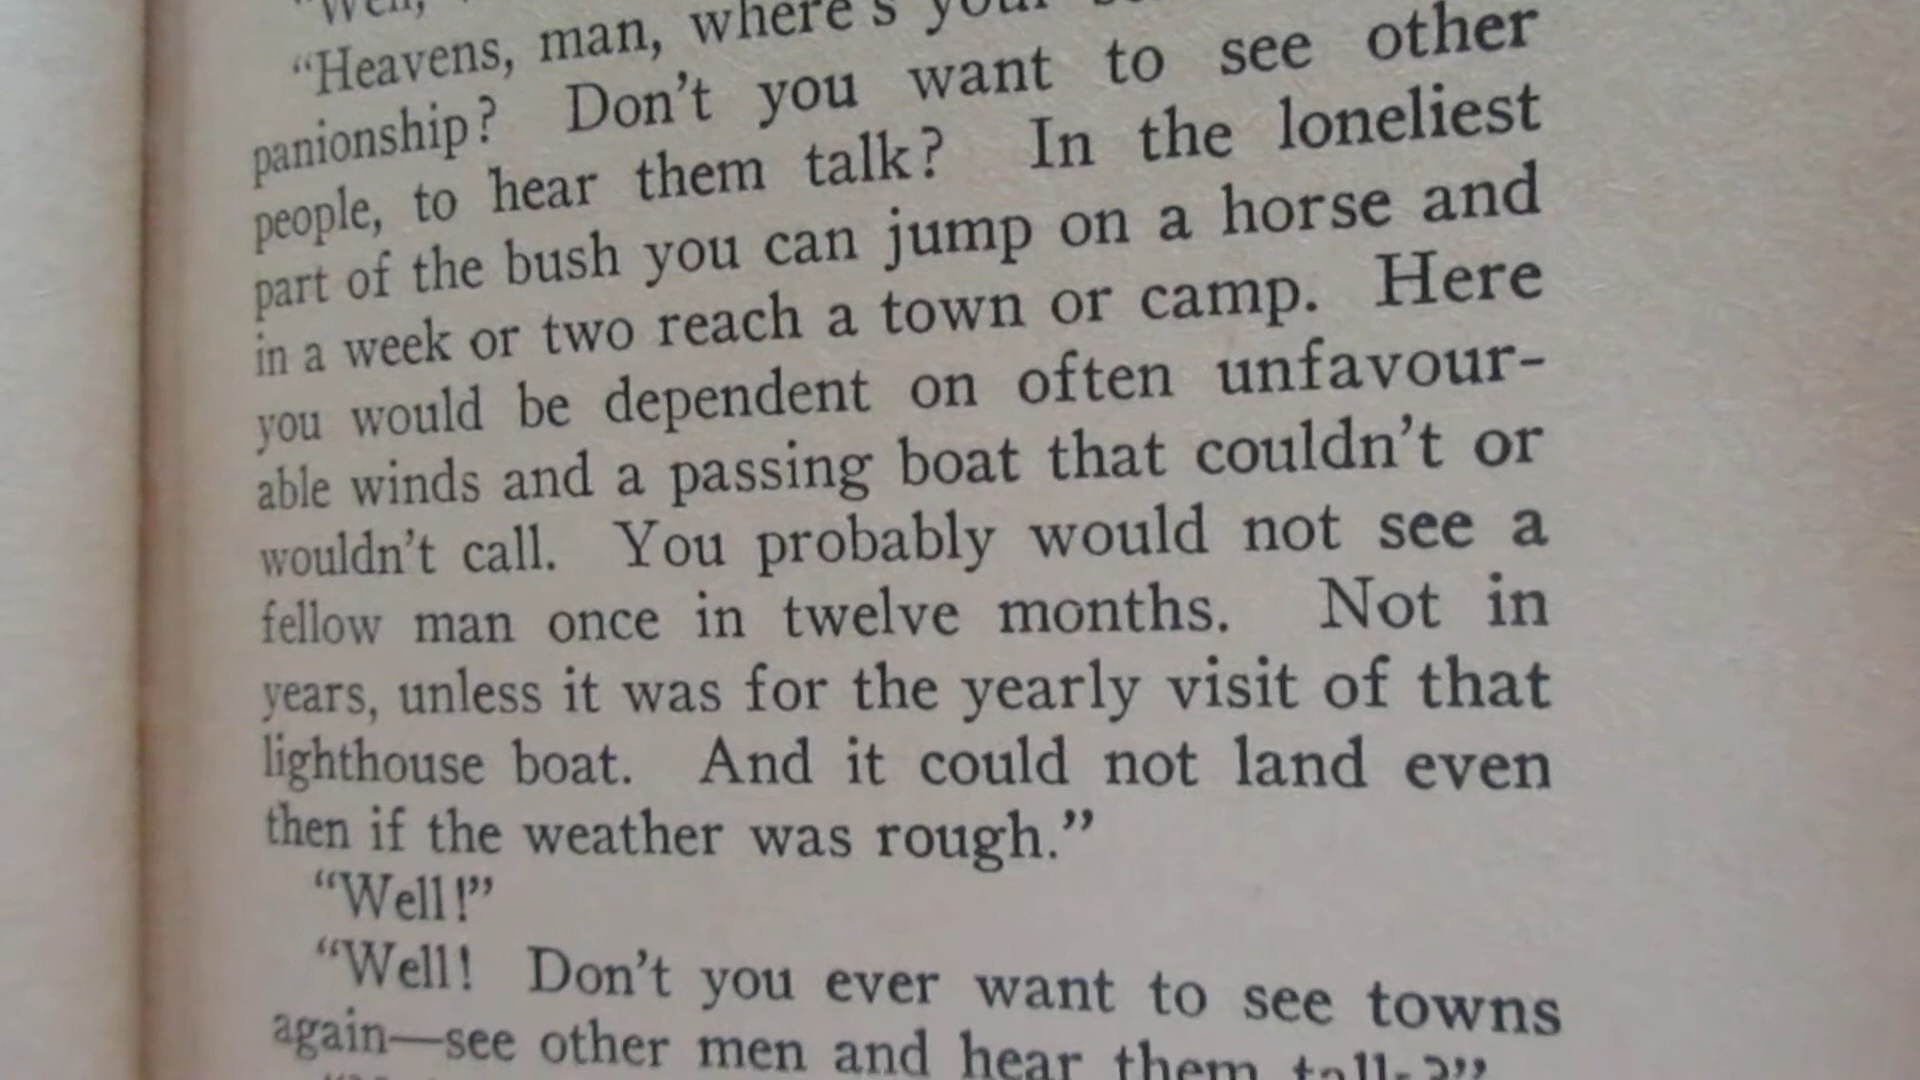 "Well,
"Heavens, man, where's your
panionship? Don't you want to see other
people, to hear them talk? In the loneliest
part of the bush you can jump on a horse and
in a week or two reach a town or camp. Here
you would be dependent on often unfavour-
able winds and a passing boat that couldn't or
wouldn't call. You probably would not see a
fellow man once in twelve months. Not in
years, unless it was for the yearly visit of that
lighthouse boat. And it could not land even
then if the weather was rough."
"Well!"
"Well! Don't you ever want to see towns
again—see other men and hear them talk?"